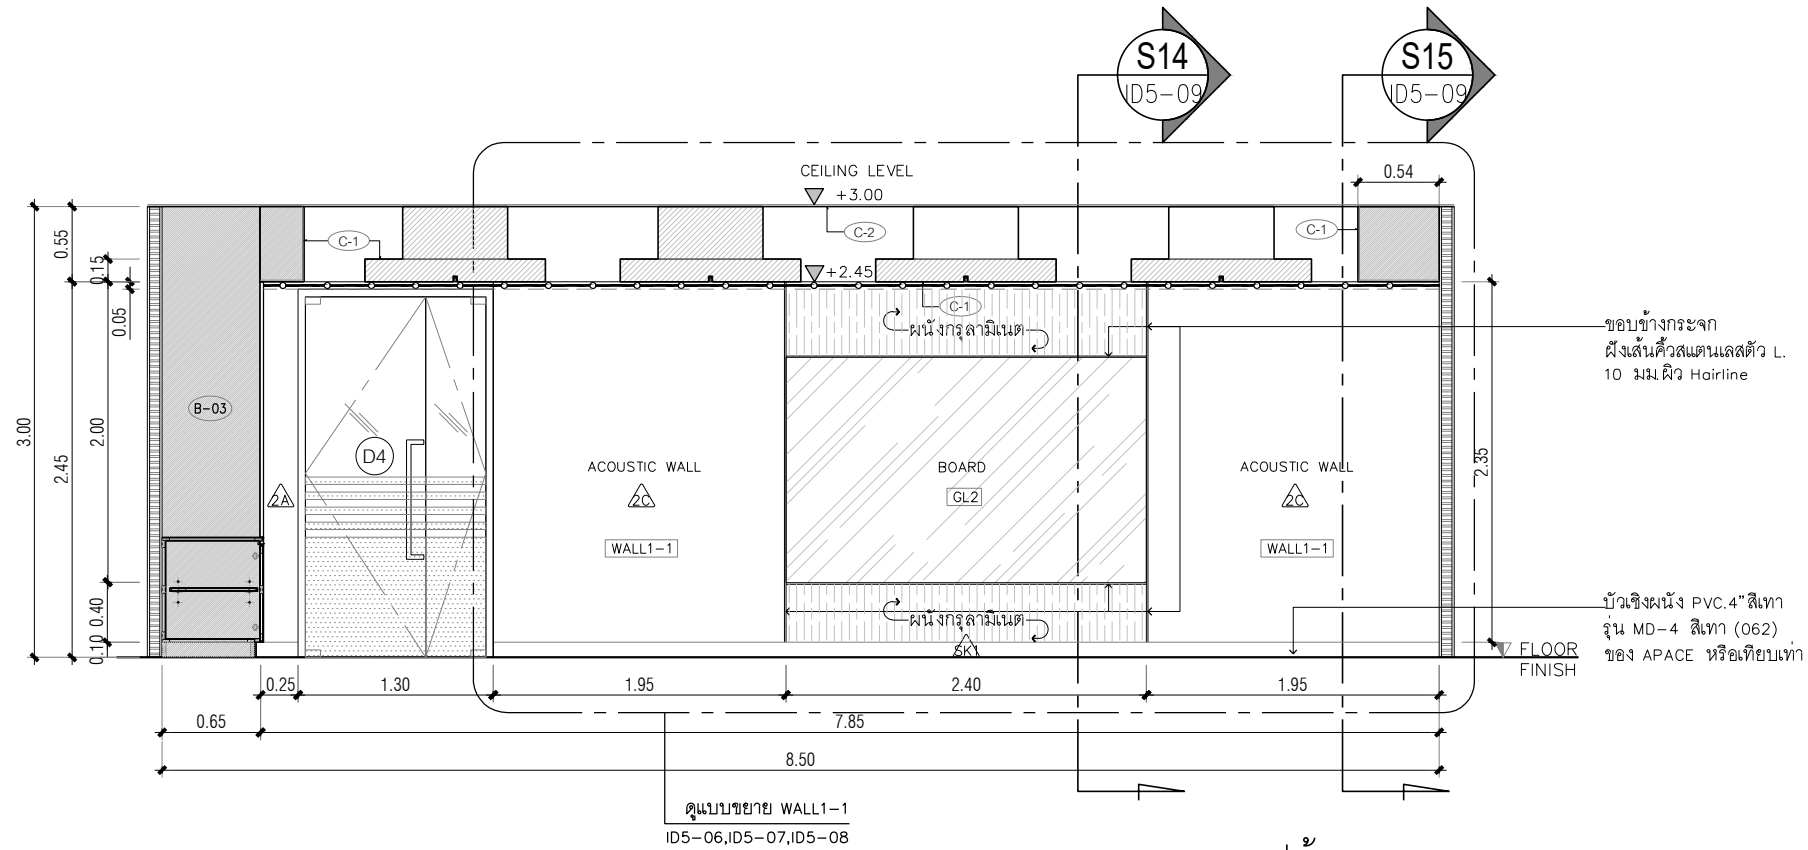 S14
ID5-09
S15
ID5-09
CEILING LEVEL
+3.00
0.54
C-1
C-2
C-1
0.55
0.15
+2.45
0.05
C-1
ผนังกรุลามิเนต
ขอบข้างกระจก
ฝังเส้นคิ้วสแตนเลสตัว L.
10 มม.ผิว Hairline
B-03
3.00
2.45
2.00
D4
ACOUSTIC WALL
BOARD
ACOUSTIC WALL
2.35
2A
2C
GL2
2C
WALL1-1
WALL1-1
0.40
0.10
ผนังกรุลามิเนต
SK1
บัวเชิงผนัง PVC.4"สีเทา
รุ่น MD-4 สีเทา (062)
ของ APACE หรือเทียบเท่า
FLOOR
FINISH
0.25
1.30
1.95
2.40
1.95
0.65
7.85
8.50
ดูแบบขยาย WALL1-1
ID5-06,ID5-07,ID5-08